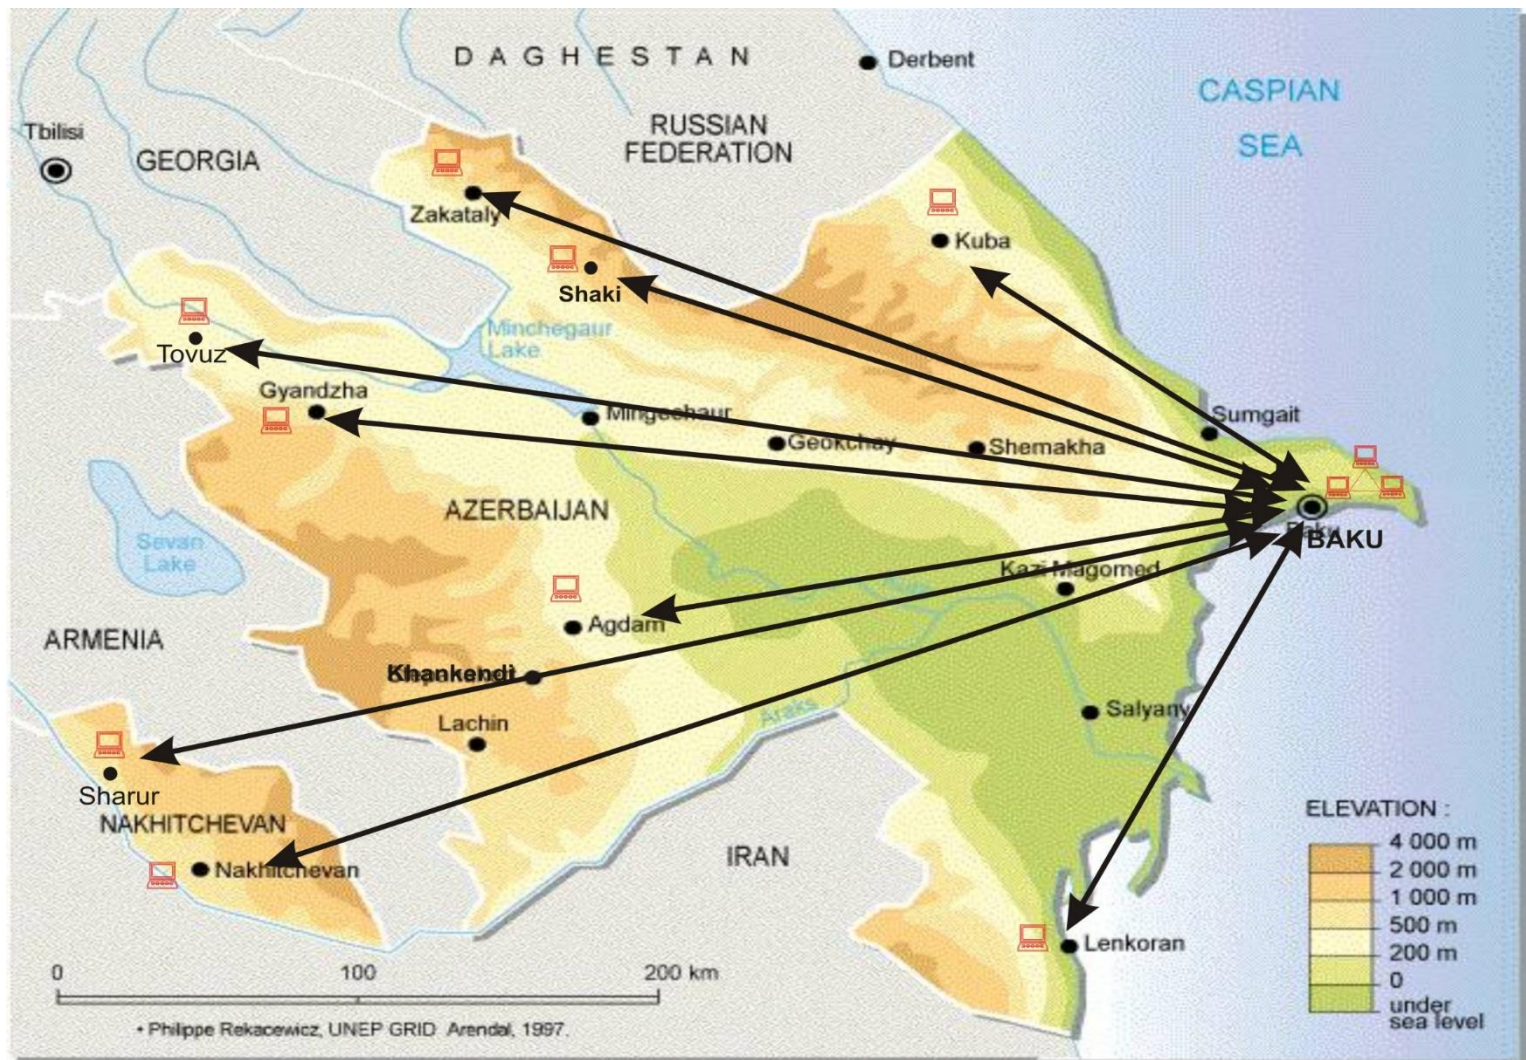 DAGHESTAN
Derbent
CASPIAN
SEA
Tbilisi
GEORGIA
RUSSIAN
FEDERATION
Zakataly
Kuba
Shaki
Minchegaur
Lake
Tovuz
Gyandzha
Mingechaur
Sumgait
Geokchay
Shemakha
AZERBAIJAN
Baku
BAKU
Sevan
Lake
Kazi Magomed
Agdam
ARMENIA
Khankendi
Lachin
Araks
Salyany
Sharur
NAKHITCHEVAN
Nakhitchevan
IRAN
Lenkoran
ELEVATION :
4 000 m
2 000 m
1 000 m
500 m
200 m
0
under
sea level
0 100 200 km
• Philippe Rekacewicz, UNEP GRID Arendal, 1997.